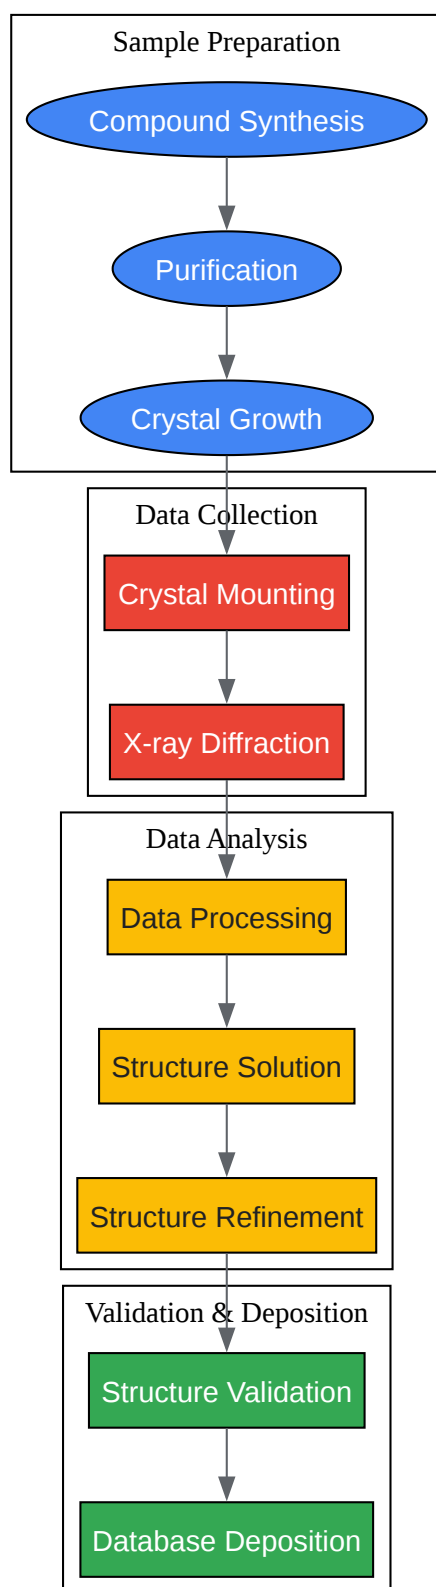 Sample Preparation
Compound Synthesis
Purification
Crystal Growth
Data Collection
Crystal Mounting
X-ray Diffraction
Data Analysis
Data Processing
Structure Solution
Structure Refinement
Validation & Deposition
Structure Validation
Database Deposition